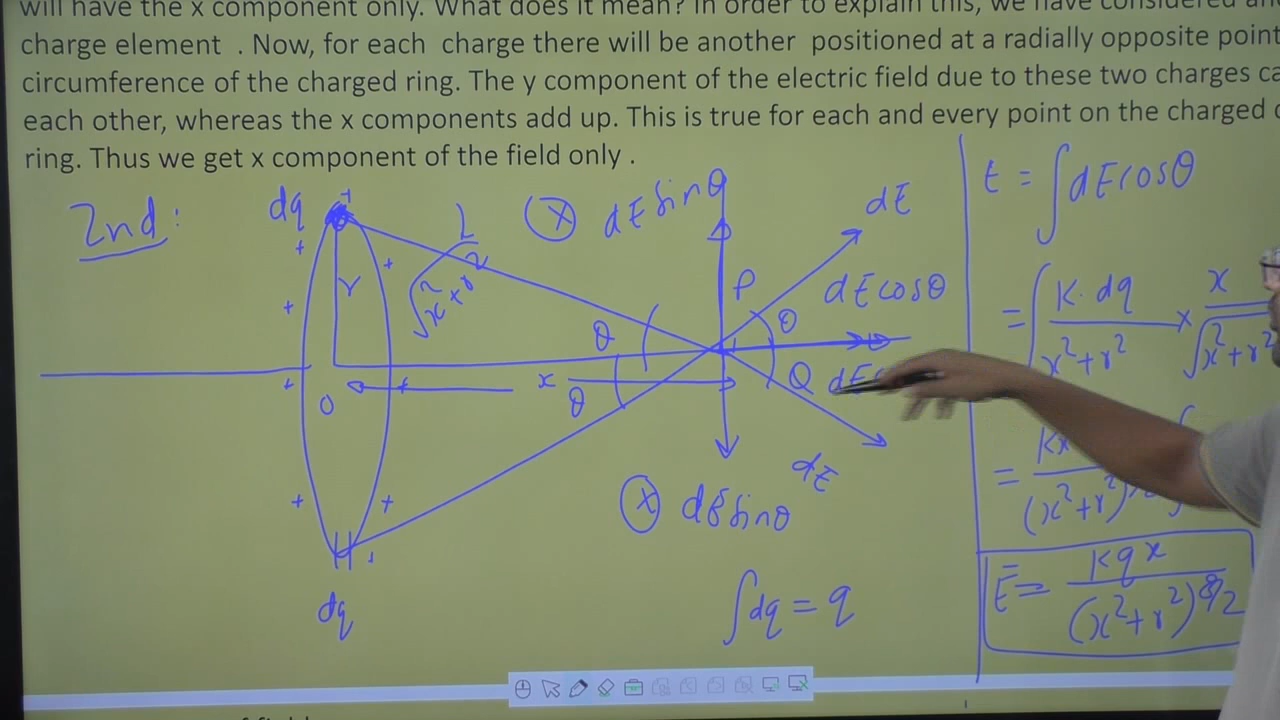 will have the x component only. What does it mean? In order to explain this, we have considered an
charge element . Now, for each charge there will be another positioned at a radially opposite point
circumference of the charged ring. The y component of the electric field due to these two charges ca
each other, whereas the x components add up. This is true for each and every point on the charged
ring. Thus we get x component of the field only .
2nd:
dq
+
r
√x²+r²
L
(x) dE sinθ
dE
P
dE cosθ
θ
θ
x
θ
θ
O
dE
dE
(x) dE sinθ
dq
∫dq = q
E = ∫dE cosθ
= ∫ K. dq / x²+r² × x / √x²+r²
= Kx / (x²+r²)
E = Kqx / (x²+r²)3/2